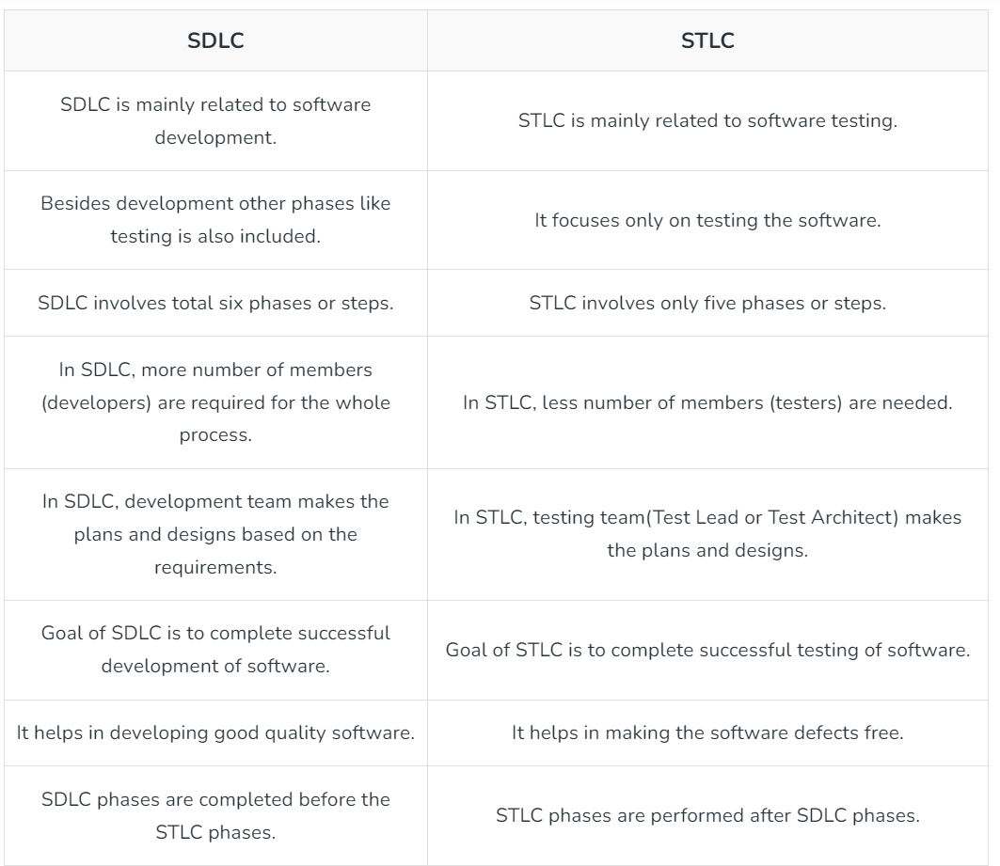 SDLC
STLC
SDLC is mainly related to software
development.
STLC is mainly related to software testing.
Besides development other phases like
testing is also included.
It focuses only on testing the software.
SDLC involves total six phases or steps.
STLC involves only five phases or steps.
In SDLC, more number of members
(developers) are required for the whole
process.
In STLC, less number of members (testers) are needed.
In SDLC, development team makes the
plans and designs based on the
requirements.
In STLC, testing team(Test Lead or Test Architect) makes
the plans and designs.
Goal of SDLC is to complete successful
development of software.
Goal of STLC is to complete successful testing of software.
It helps in developing good quality software.
It helps in making the software defects free.
SDLC phases are completed before the
STLC phases.
STLC phases are performed after SDLC phases.